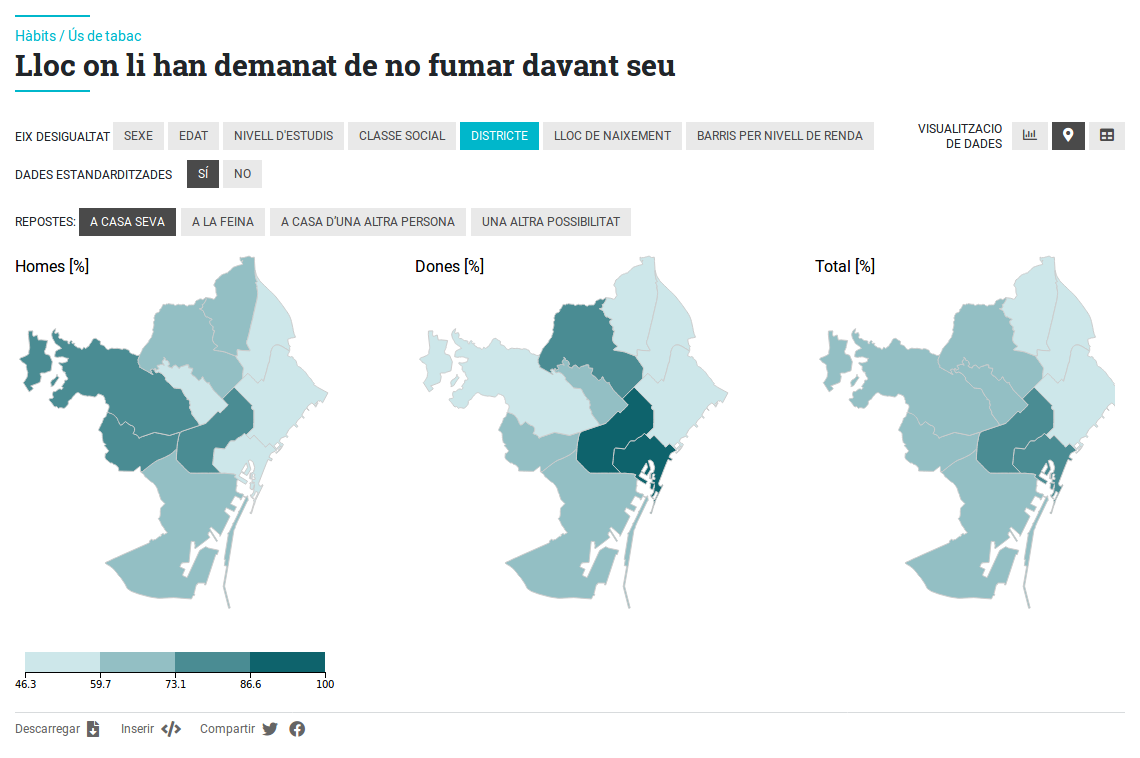 Hàbits / Ús de tabac
Lloc on li han demanat de no fumar davant seu
EIX DESIGUALTAT SEXE EDAT NIVELL D'ESTUDIS CLASSE SOCIAL DISTRICTE LLOC DE NAIXEMENT BARRIS PER NIVELL DE RENDA
VISUALITZACIO
DE DADES
DADES ESTANDARDITZADES SÍ NO
REPOSTES: A CASA SEVA A LA FEINA A CASA D’UNA ALTRA PERSONA UNA ALTRA POSSIBILITAT
Homes [%] Dones [%] Total [%]
46.3 59.7 73.1 86.6 100
Descarregar Inserir Compartir